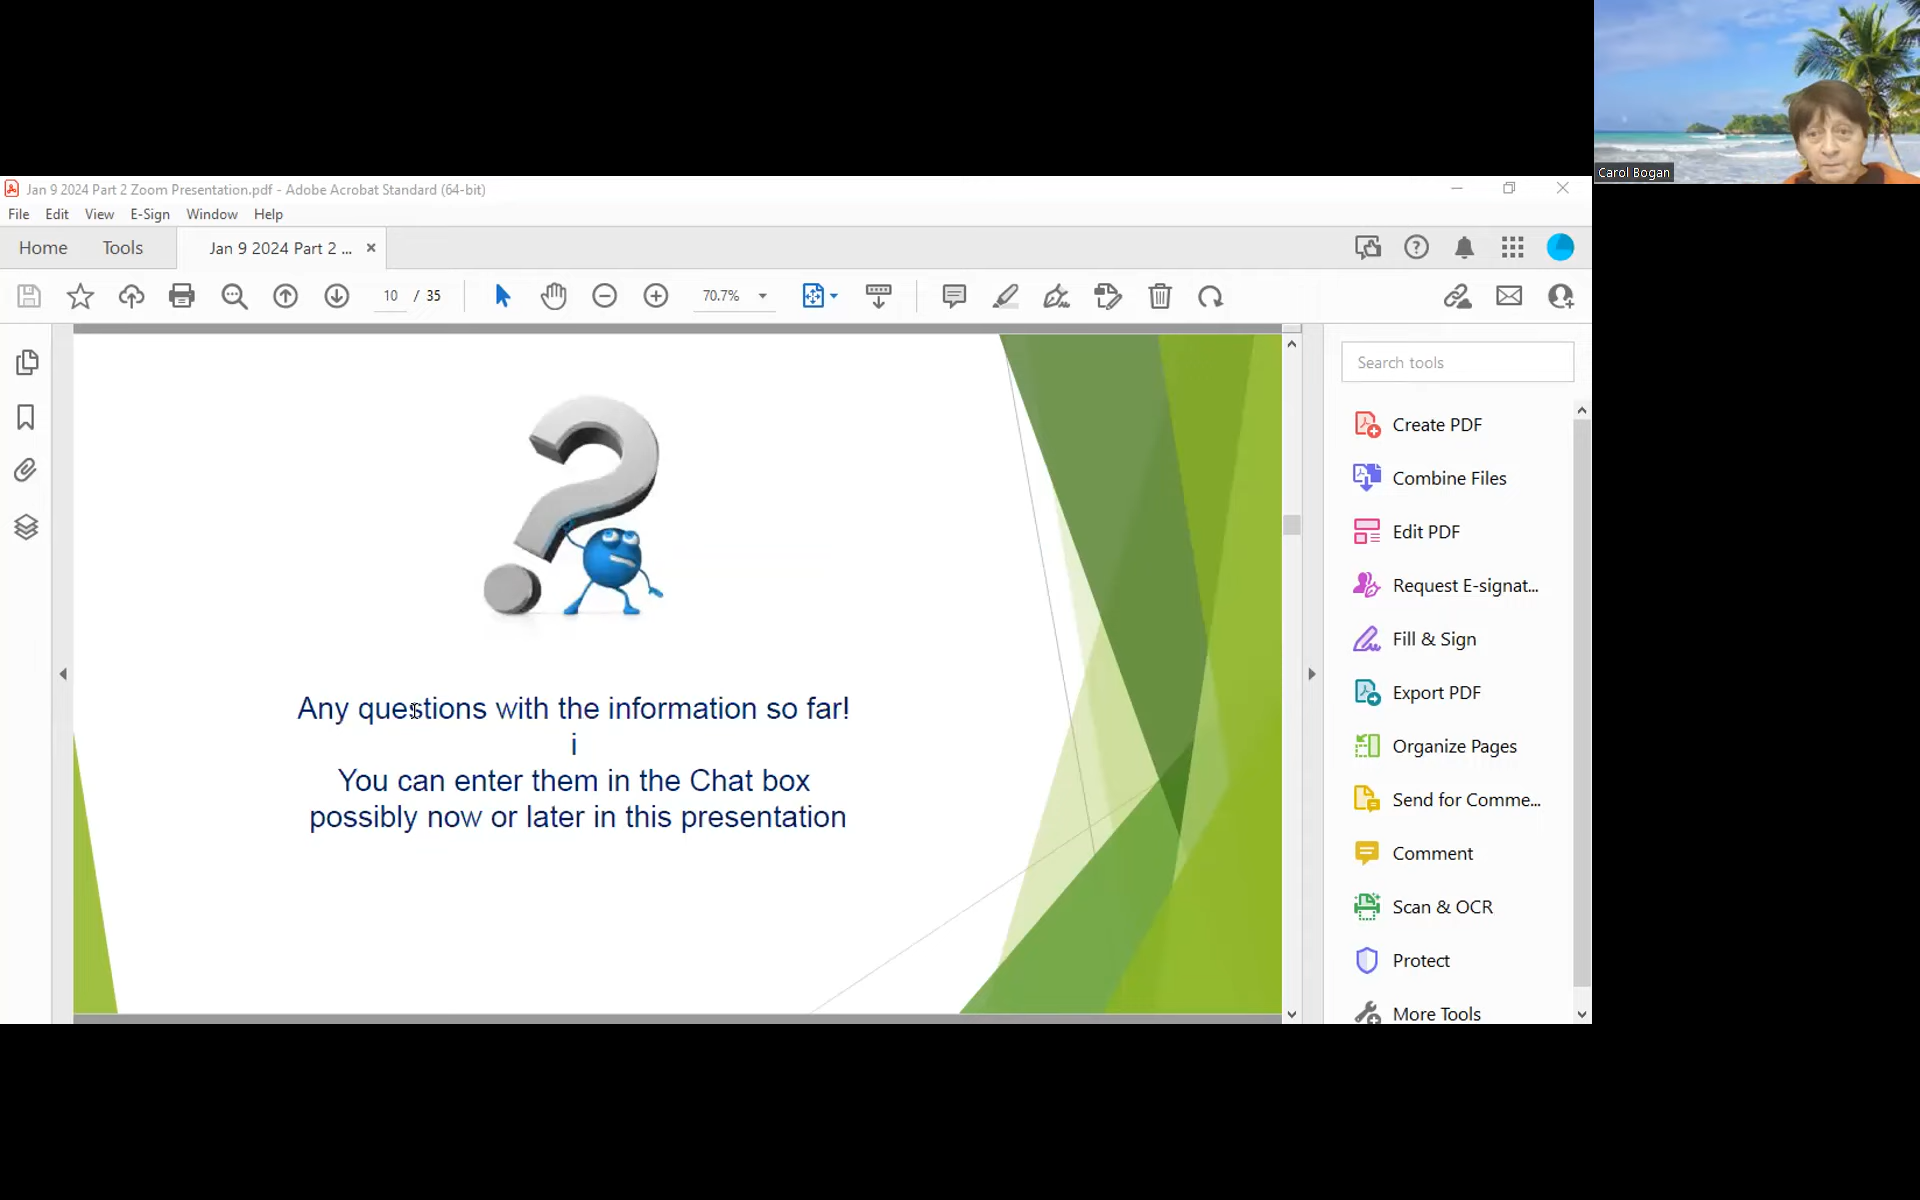 Carol Bogan
Jan 9 2024 Part 2 Zoom Presentation.pdf - Adobe Acrobat Standard (64-bit)
File Edit View E-Sign Window Help
Home Tools Jan 9 2024 Part 2 ...
10 / 35 70.7%
Search tools
Create PDF
Combine Files
Edit PDF
Request E-signat...
Fill & Sign
Export PDF
Organize Pages
Send for Comme...
Comment
Scan & OCR
Protect
More Tools
Any questions with the information so far!
i
You can enter them in the Chat box
possibly now or later in this presentation